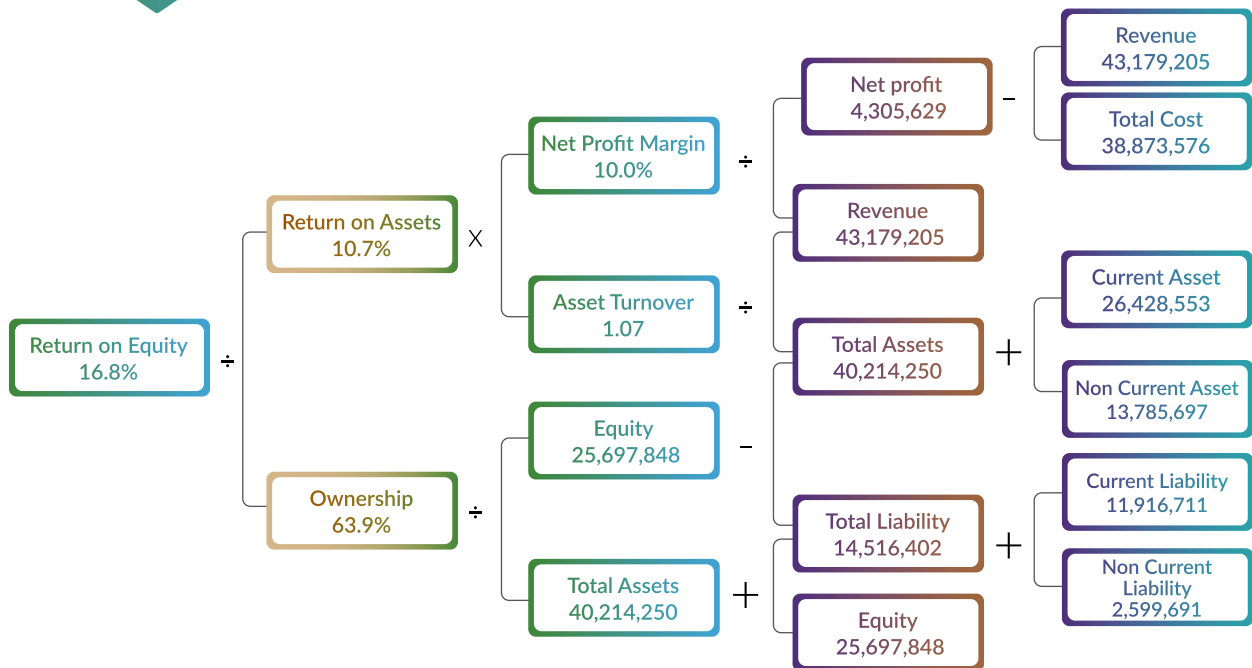 Return on Equity
16.8%
÷
Return on Assets
10.7%
X
Ownership
63.9%
÷
Net Profit Margin
10.0%
÷
Asset Turnover
1.07
÷
Equity
25,697,848
-
Total Assets
40,214,250
+
Net profit
4,305,629
-
Revenue
43,179,205
Total Assets
40,214,250
+
Total Liability
14,516,402
+
Equity
25,697,848
Revenue
43,179,205
Total Cost
38,873,576
Current Asset
26,428,553
Non Current Asset
13,785,697
Current Liability
11,916,711
Non Current
Liability
2,599,691